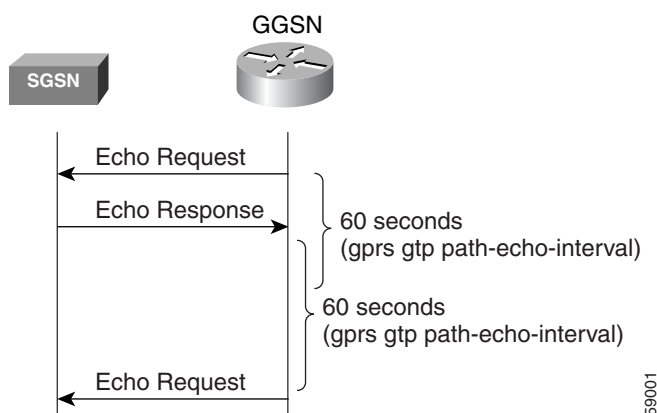 GGSN
SGSN
Echo Request
Echo Response
60 seconds
(gprs gtp path-echo-interval)
60 seconds
(gprs gtp path-echo-interval)
Echo Request
59001